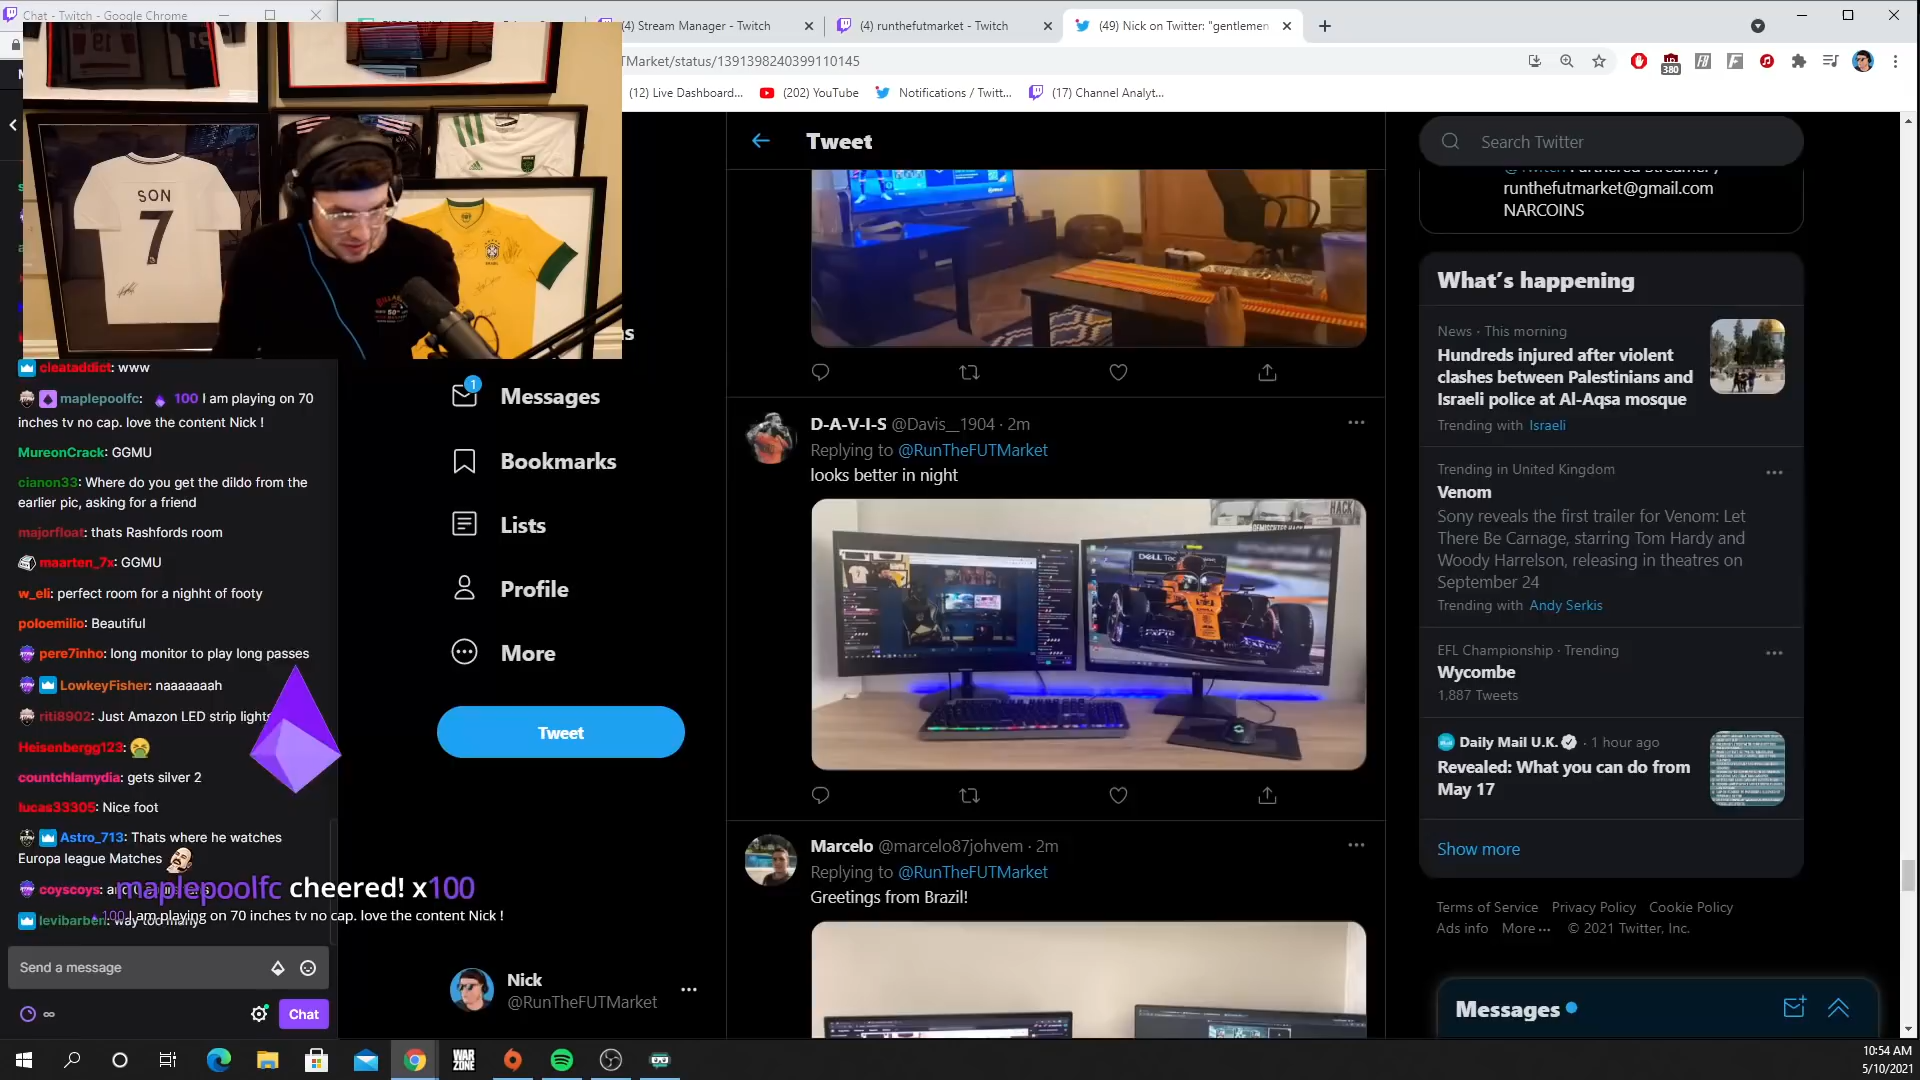 Chat - Twitch - Google Chrome
(4) Stream Manager - Twitch
(4) runthefutmarket - Twitch
(49) Nick on Twitter: "gentlemen
TMarket/status/1391398240399110145
380
(12) Live Dashboard...
(202) YouTube
Notifications / Twitt...
(17) Channel Analyt...
SON
7
19
cleataddict: www
maplepoolfc: 100 I am playing on 70
inches tv no cap. love the content Nick !
MureonCrack: GGMU
cianon33: Where do you get the dildo from the
earlier pic, asking for a friend
majorfloat: thats Rashfords room
maarten_7x: GGMU
w_eli: perfect room for a nighht of footy
poloemilio: Beautiful
pere7inho: long monitor to play long passes
LowkeyFisher: naaaaaaah
riti8902: Just Amazon LED strip lights
Heisenbergg123:
countchlamydia: gets silver 2
lucas33305: Nice foot
Astro_713: Thats where he watches
Europa league Matches
coyscoys:
maplepoolfc cheered! x100
100 I am playing on 70 inches tv no cap. love the content Nick !
levibarber: way too many
Send a message
∞
Chat
Messages
1
Bookmarks
Lists
Profile
More
Tweet
Nick
@RunTheFUTMarket
Tweet
D-A-V-I-S @Davis__1904 · 2m
Replying to @RunTheFUTMarket
looks better in night
HACK
DELL Tec
Marcelo @marcelo87johvem · 2m
Replying to @RunTheFUTMarket
Greetings from Brazil!
Search Twitter
runthefutmarket@gmail.com
NARCOINS
What's happening
News · This morning
Hundreds injured after violent
clashes between Palestinians and
Israeli police at Al-Aqsa mosque
Trending with Israeli
Trending in United Kingdom
Venom
Sony reveals the first trailer for Venom: Let
There Be Carnage, starring Tom Hardy and
Woody Harrelson, releasing in theatres on
September 24
Trending with Andy Serkis
EFL Championship · Trending
Wycombe
1,887 Tweets
Daily Mail U.K. · 1 hour ago
Revealed: What you can do from
May 17
Show more
Terms of Service Privacy Policy Cookie Policy
Ads info More ··· © 2021 Twitter, Inc.
Messages
WAR
ZONE
10:54 AM
5/10/2021